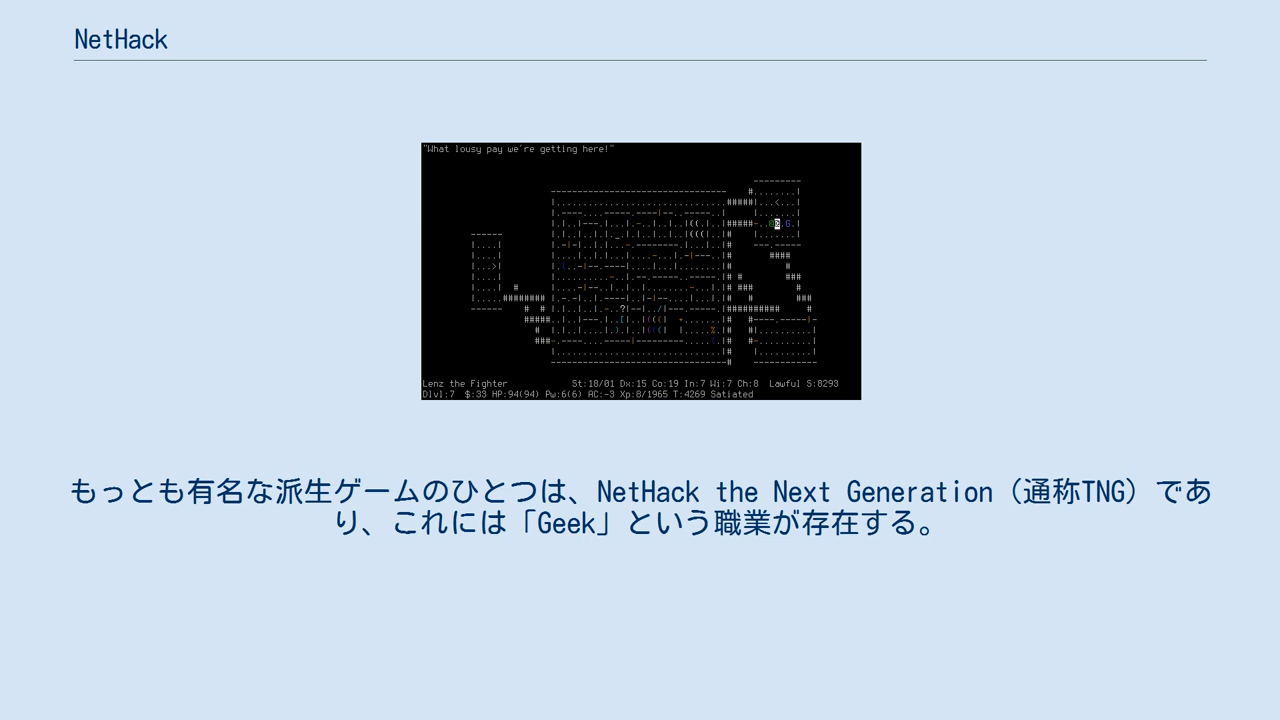 NetHack
"What lousy pay we're getting here!"
Lenz the Fighter St:18/01 Dx:15 Co:19 In:7 Wi:7 Ch:8 Lawful S:8293
Dlvl:7 $:33 HP:94(94) Pw:6(6) AC:-3 Xp:8/1965 T:4269 Satiated
もっとも有名な派生ゲームのひとつは、NetHack the Next Generation（通称TNG）であ
り、これには「Geek」という職業が存在する。